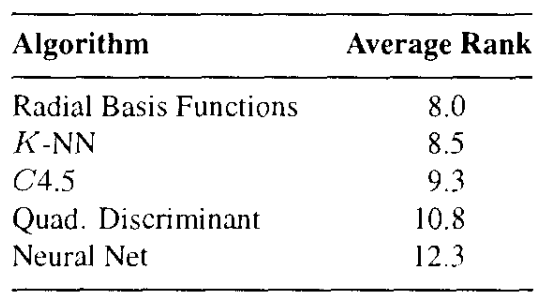 Algorithm Average Rank
Radial Basis Functions 8.0
K-NN 8.5
C4.5 9.3
Quad. Discriminant 10.8
Neural Net 12.3